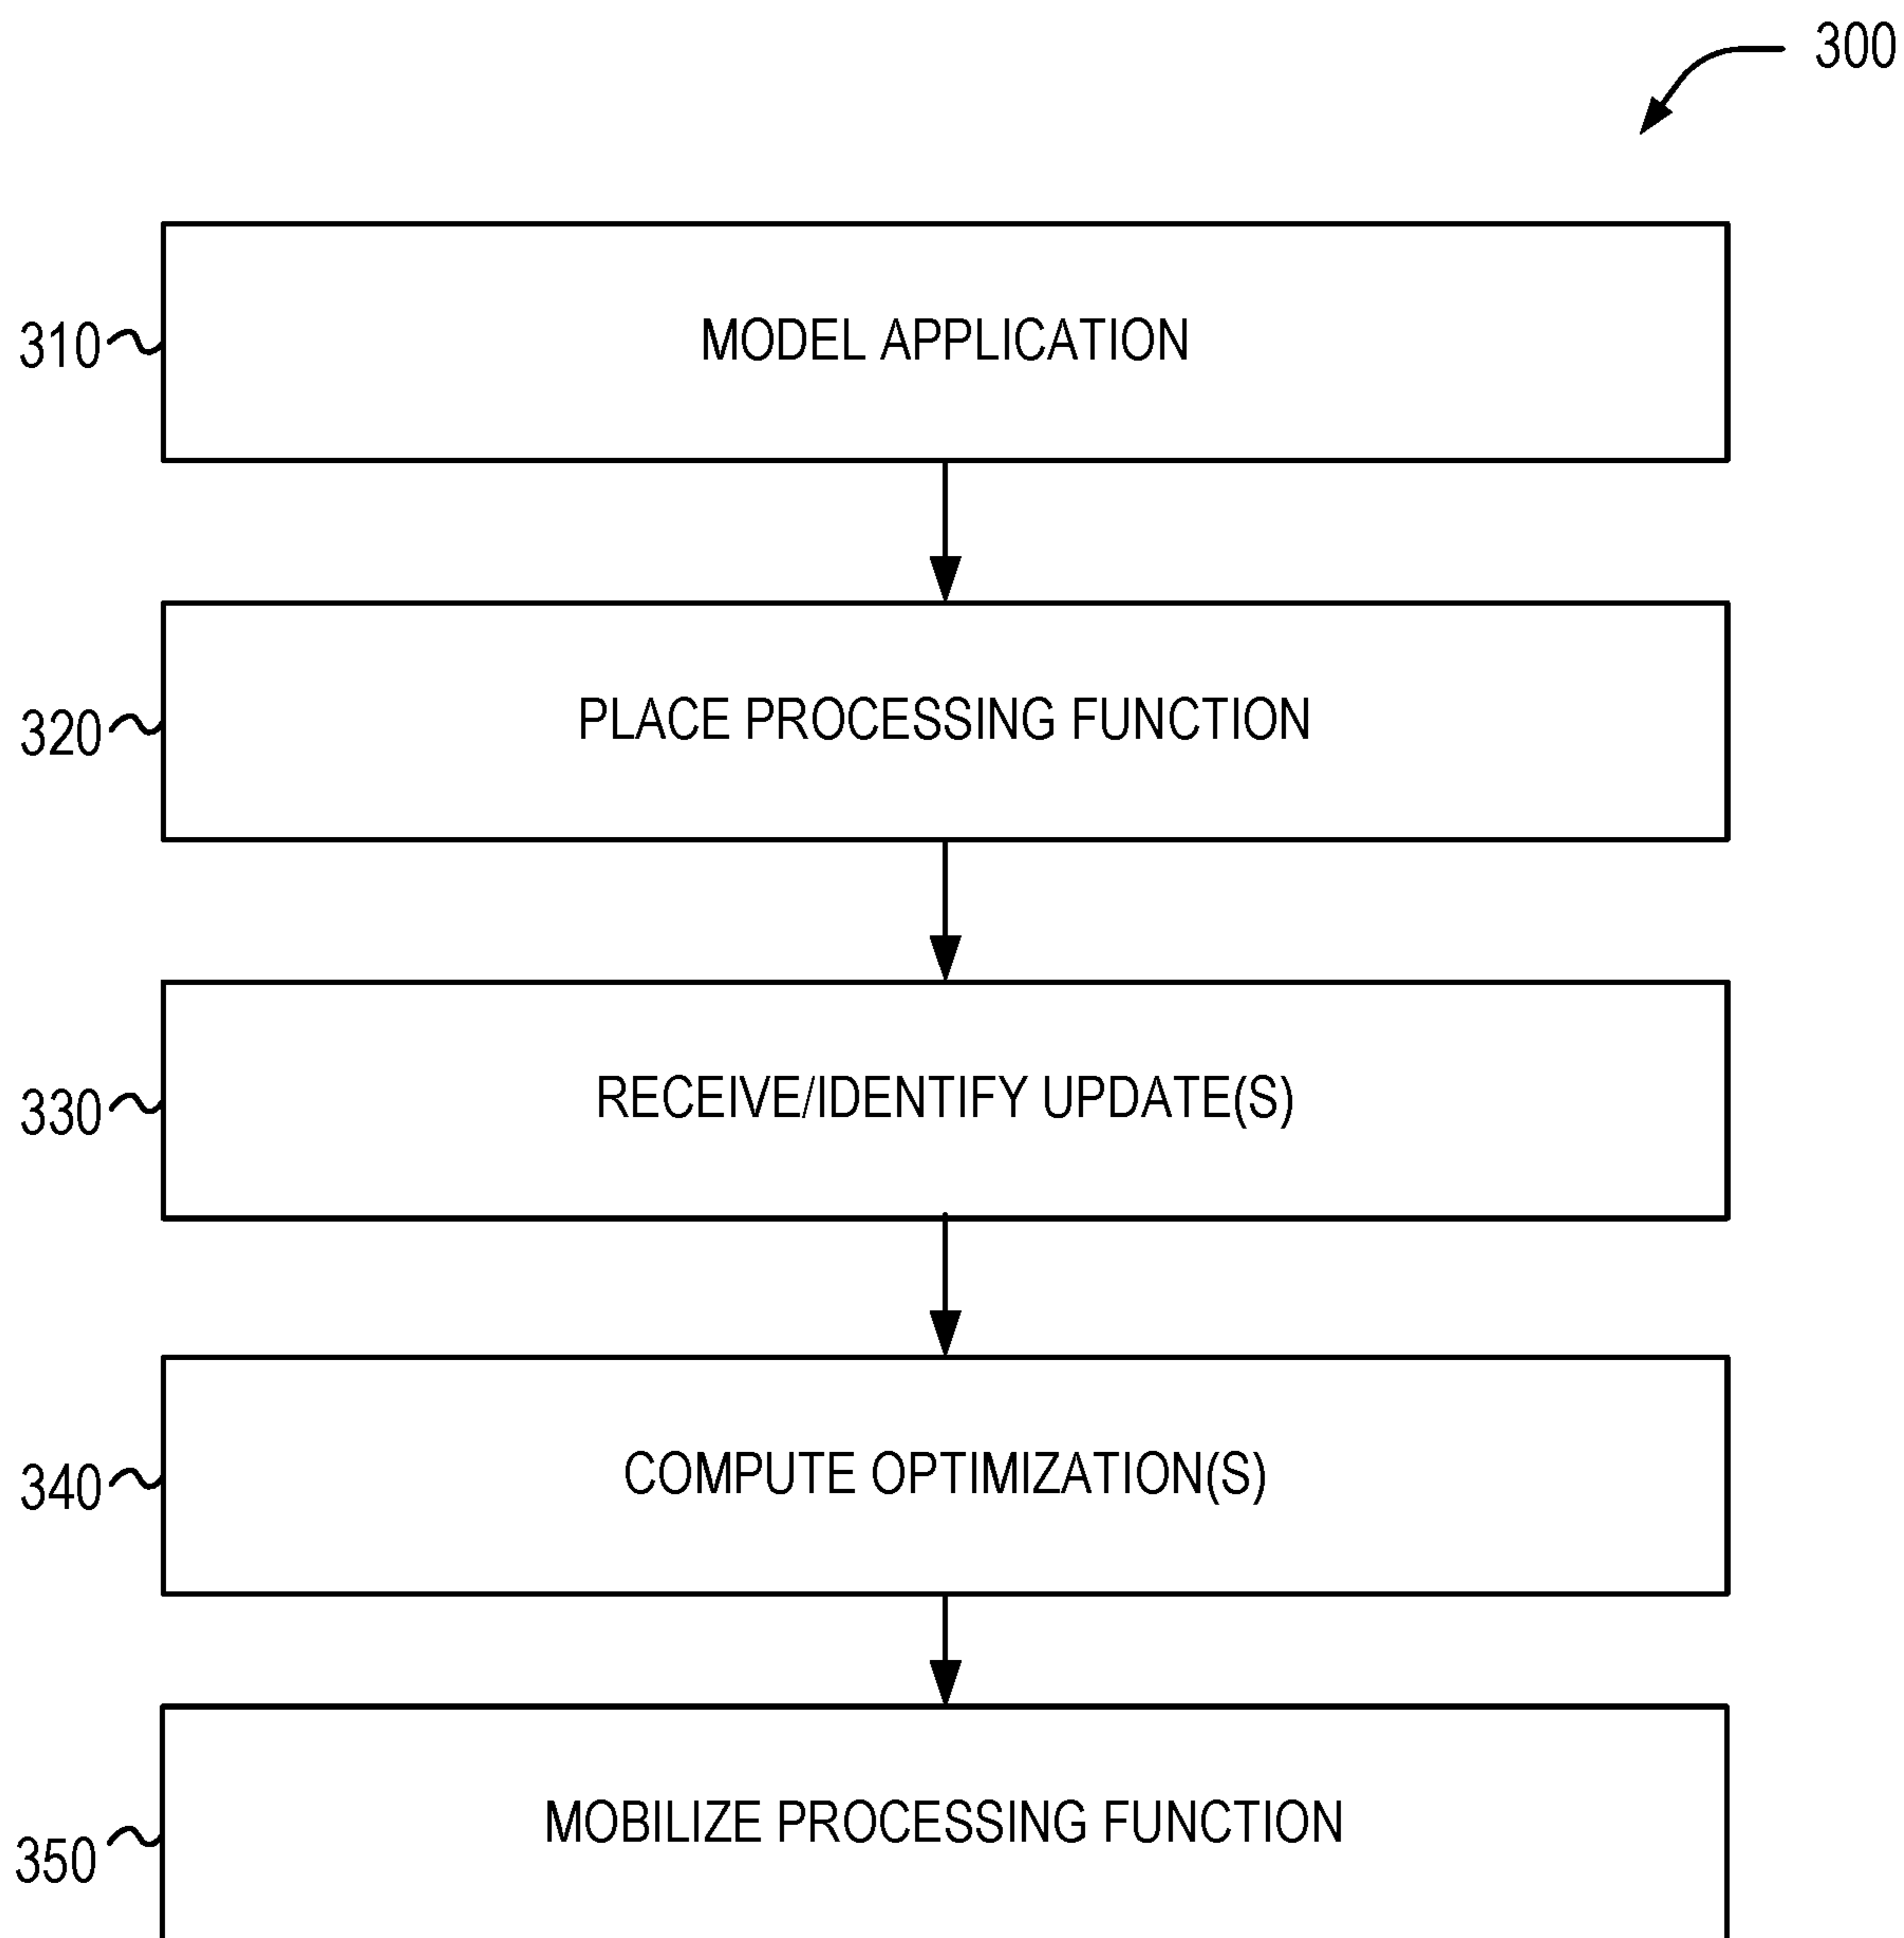 300
310
MODEL APPLICATION
320
PLACE PROCESSING FUNCTION
330
RECEIVE/IDENTIFY UPDATE(S)
340
COMPUTE OPTIMIZATION(S)
350
MOBILIZE PROCESSING FUNCTION